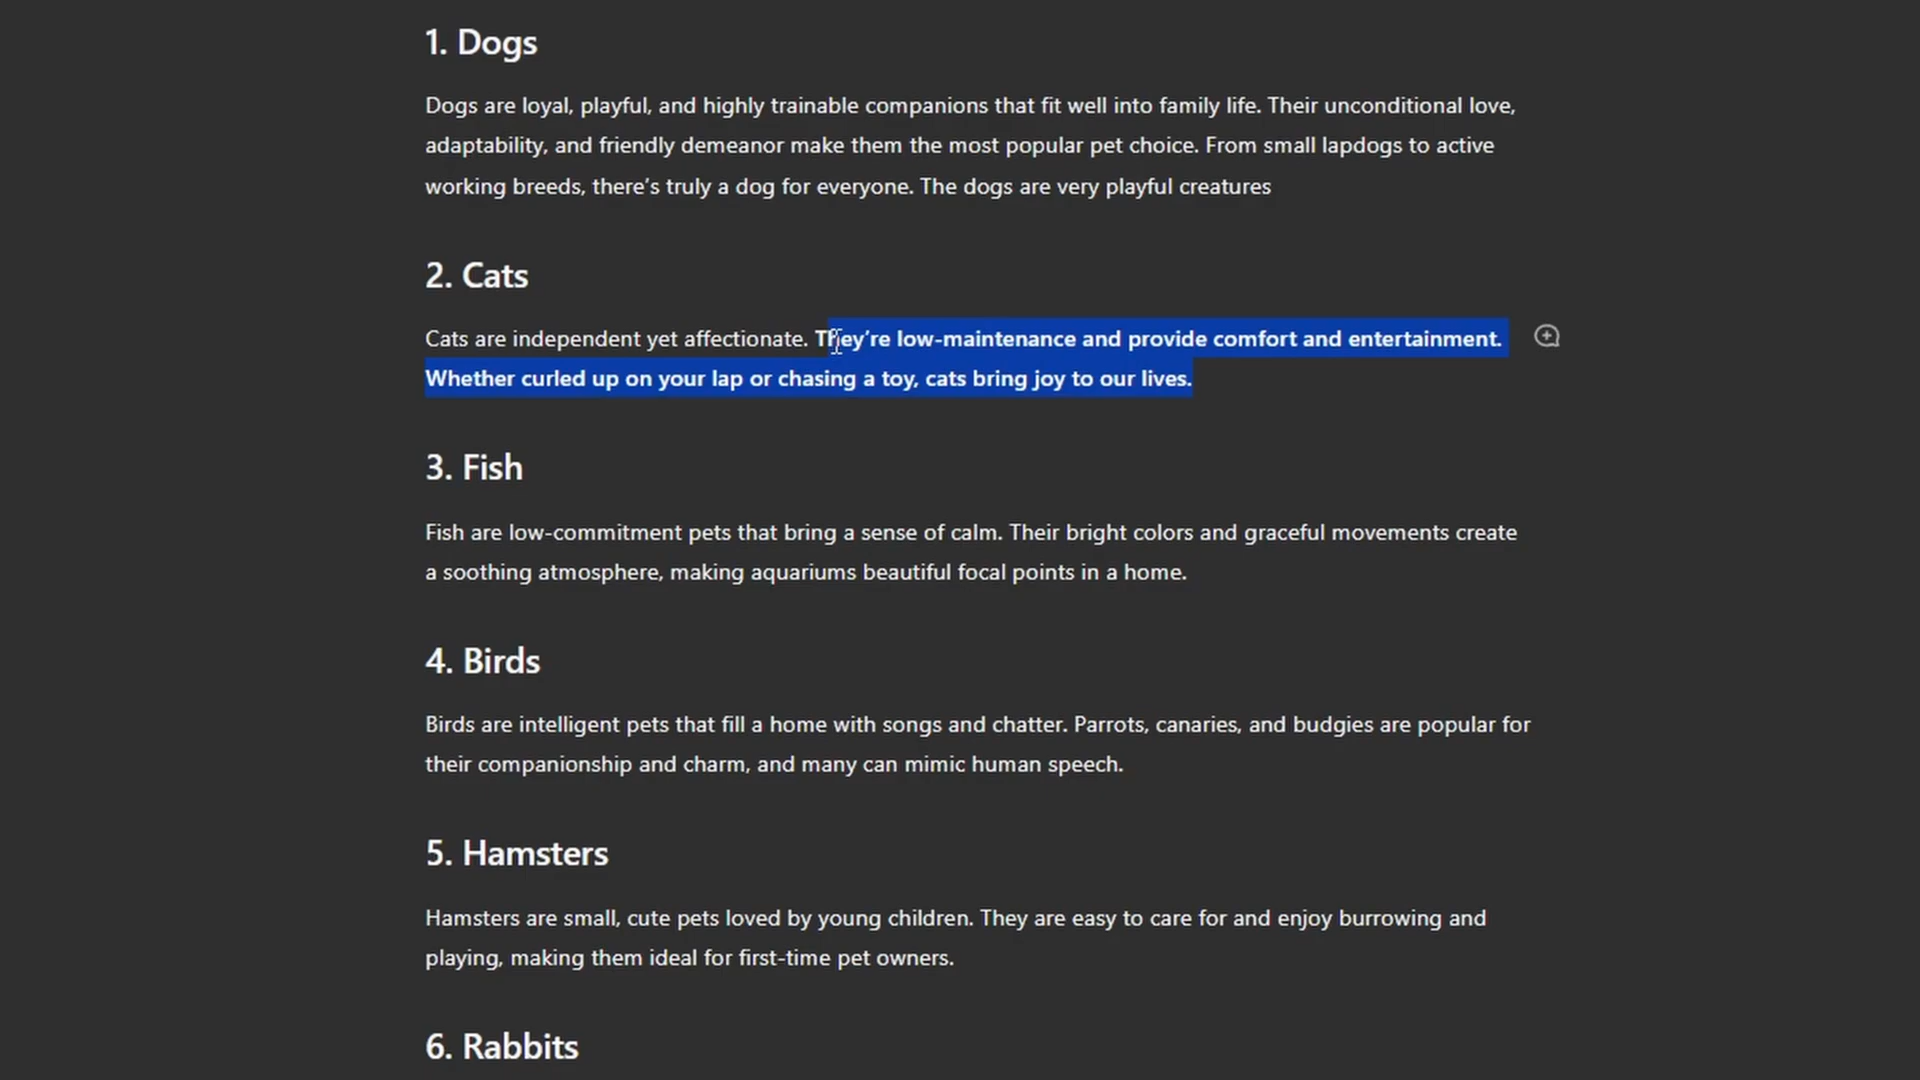 1. Dogs
Dogs are loyal, playful, and highly trainable companions that fit well into family life. Their unconditional love,
adaptability, and friendly demeanor make them the most popular pet choice. From small lapdogs to active
working breeds, there’s truly a dog for everyone. The dogs are very playful creatures
2. Cats
Cats are independent yet affectionate. They’re low-maintenance and provide comfort and entertainment.
Whether curled up on your lap or chasing a toy, cats bring joy to our lives.
3. Fish
Fish are low-commitment pets that bring a sense of calm. Their bright colors and graceful movements create
a soothing atmosphere, making aquariums beautiful focal points in a home.
4. Birds
Birds are intelligent pets that fill a home with songs and chatter. Parrots, canaries, and budgies are popular for
their companionship and charm, and many can mimic human speech.
5. Hamsters
Hamsters are small, cute pets loved by young children. They are easy to care for and enjoy burrowing and
playing, making them ideal for first-time pet owners.
6. Rabbits